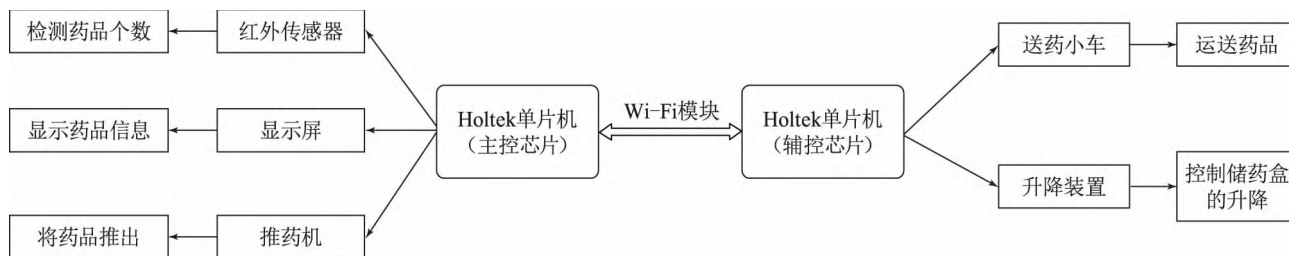 检测药品个数
红外传感器
显示药品信息
显示屏
将药品推出
推药机
Holtek单片机
（主控芯片）
Wi-Fi模块
Holtek单片机
（辅控芯片）
送药小车
运送药品
升降装置
控制储药盒
的升降